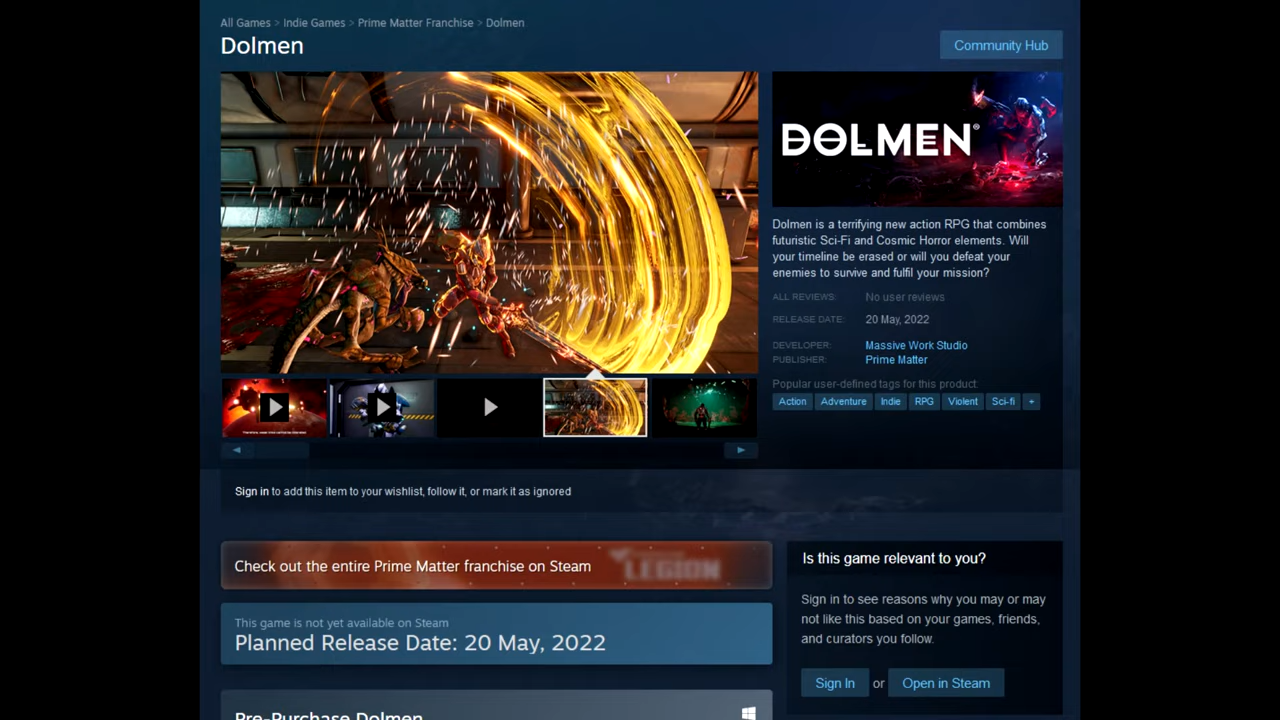 All Games > Indie Games > Prime Matter Franchise > Dolmen
Dolmen
Community Hub
DOLMEN®
Dolmen is a terrifying new action RPG that combines
futuristic Sci-Fi and Cosmic Horror elements. Will
your timeline be erased or will you defeat your
enemies to survive and fulfil your mission?
ALL REVIEWS: No user reviews
RELEASE DATE: 20 May, 2022
DEVELOPER: Massive Work Studio
PUBLISHER: Prime Matter
Popular user-defined tags for this product:
Action Adventure Indie RPG Violent Sci-fi +
Sign in to add this item to your wishlist, follow it, or mark it as ignored
Check out the entire Prime Matter franchise on Steam
LEGION
This game is not yet available on Steam
Planned Release Date: 20 May, 2022
Pre-Purchase Dolmen
Is this game relevant to you?
Sign in to see reasons why you may or may
not like this based on your games, friends,
and curators you follow.
Sign In or Open in Steam